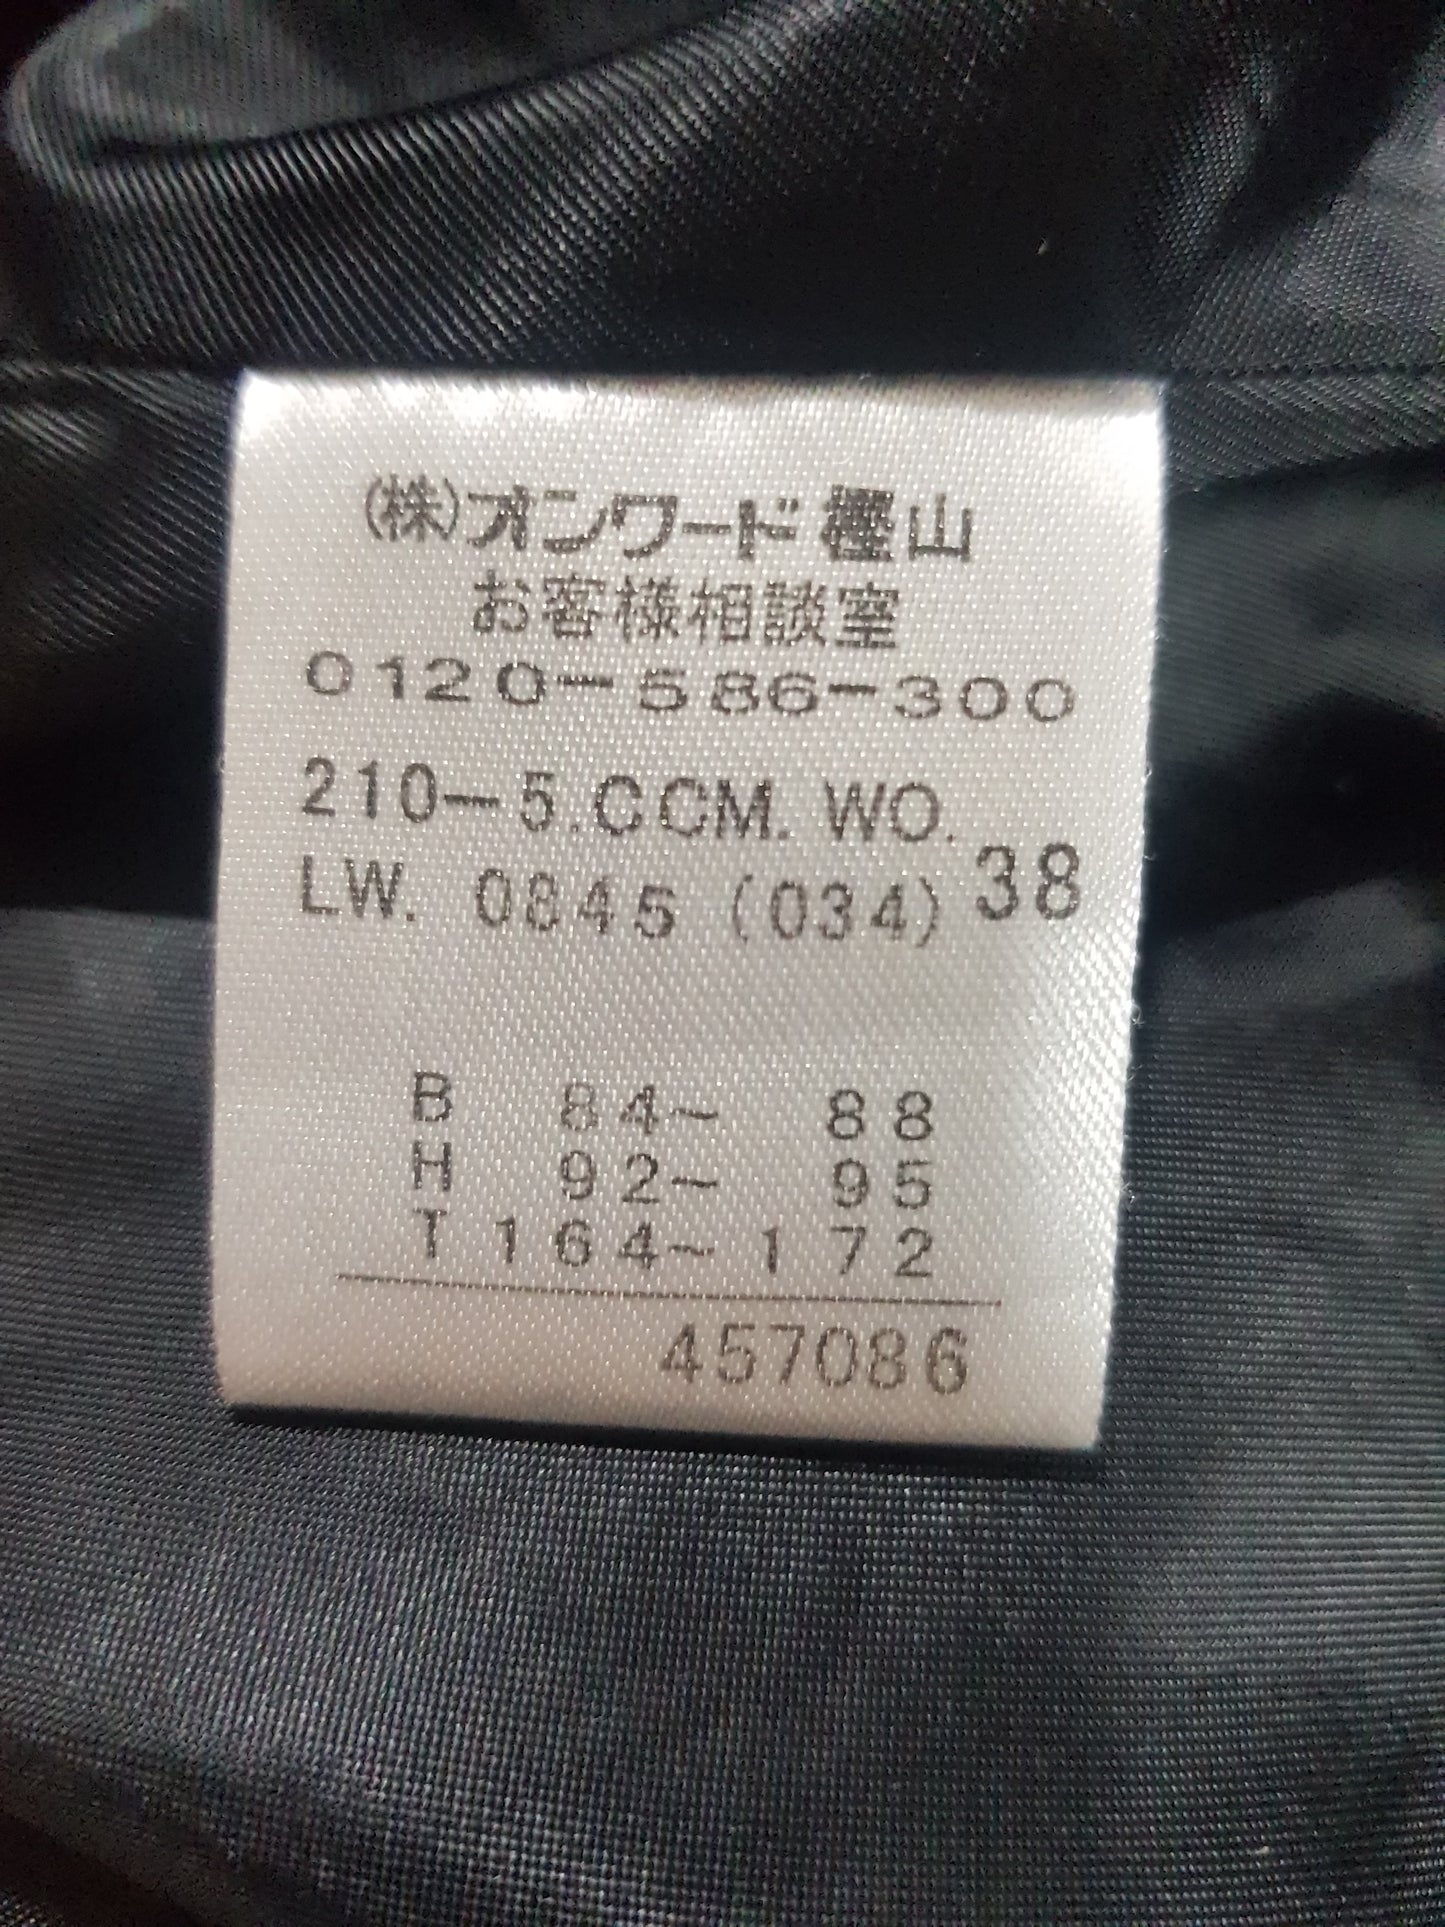 (株)オンワード樫山
お客様相談室
0120-586-300
210-5.CCM.WO.
LW. 0845 (034) 38
B 84~ 88
H 92~ 95
T 164~172
457086